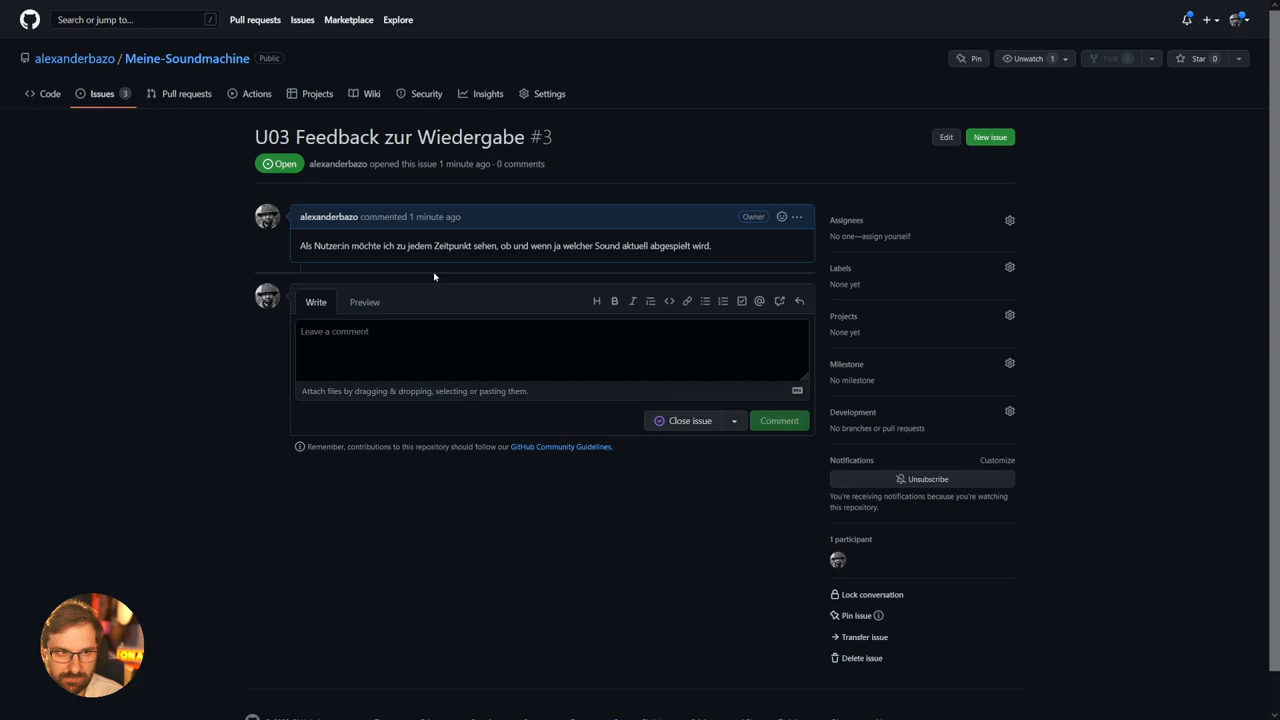 Search or jump to... /
Pull requests Issues Marketplace Explore
alexanderbazo / Meine-Soundmachine Public
Pin Unwatch 1 Fork 0 Star 0
Code Issues 3 Pull requests Actions Projects Wiki Security Insights Settings
U03 Feedback zur Wiedergabe #3
Edit New issue
Open alexanderbazo opened this issue 1 minute ago · 0 comments
alexanderbazo commented 1 minute ago Owner
Als Nutzer:in möchte ich zu jedem Zeitpunkt sehen, ob und wenn ja welcher Sound aktuell abgespielt wird.
Write Preview
Leave a comment
Attach files by dragging & dropping, selecting or pasting them.
Close issue Comment
Remember, contributions to this repository should follow our GitHub Community Guidelines.
Assignees
No one—assign yourself
Labels
None yet
Projects
None yet
Milestone
No milestone
Development
No branches or pull requests
Notifications Customize
Unsubscribe
You're receiving notifications because you're watching
this repository.
1 participant
Lock conversation
Pin issue
Transfer issue
Delete issue